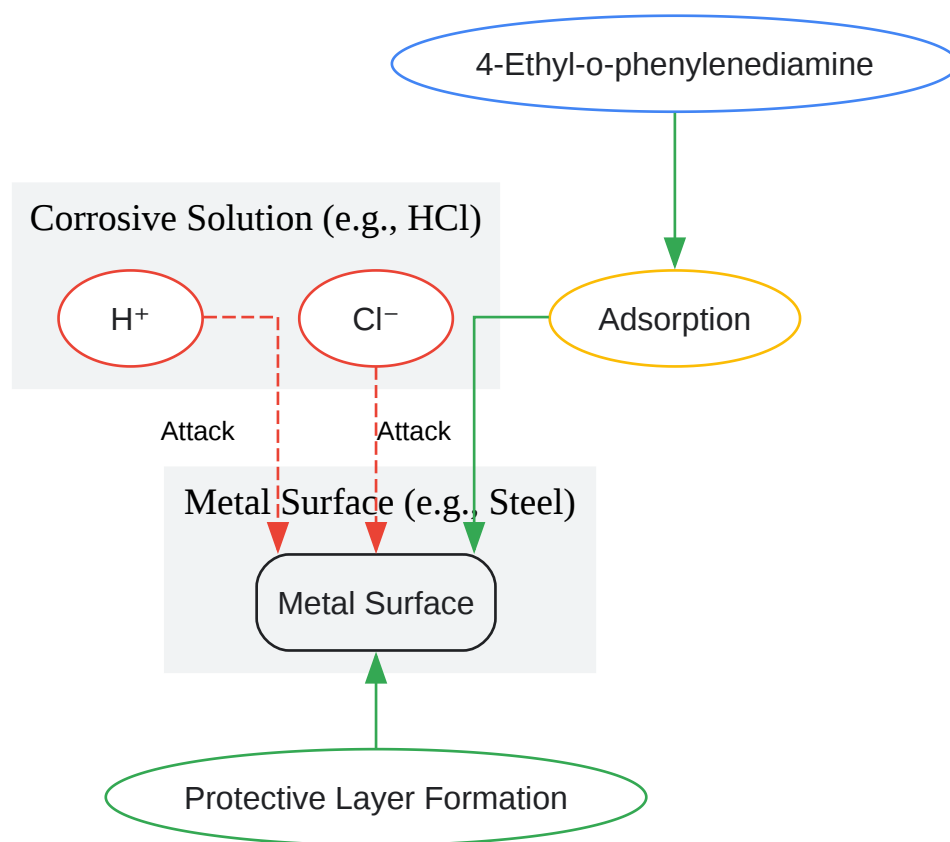 4-Ethyl-o-phenylenediamine
Corrosive Solution (e.g., HCl)
H⁺
Cl⁻
Adsorption
Attack
Attack
Metal Surface (e.g., Steel)
Metal Surface
Protective Layer Formation